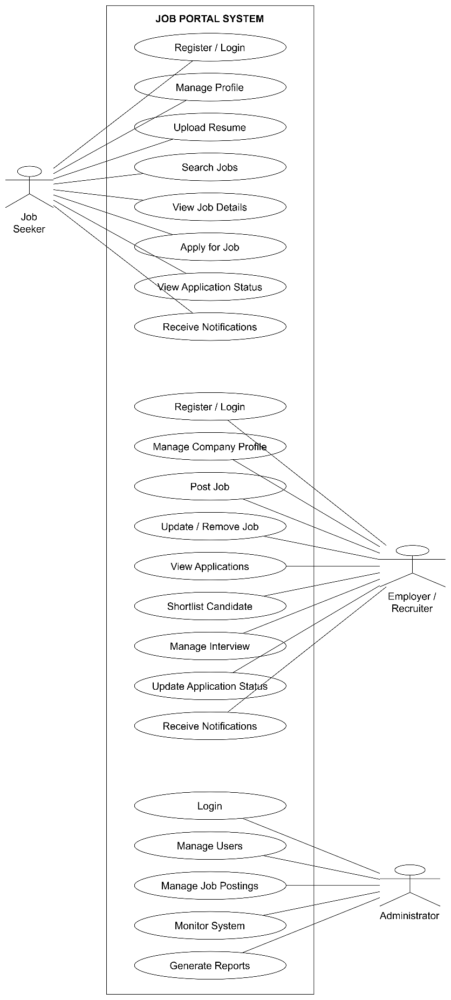 JOB PORTAL SYSTEM
Register / Login
Manage Profile
Upload Resume
Search Jobs
View Job Details
Job
Seeker
Apply for Job
View Application Status
Receive Notifications
Register / Login
Manage Company Profile
Post Job
Update / Remove Job
View Applications
Employer /
Recruiter
Shortlist Candidate
Manage Interview
Update Application Status
Receive Notifications
Login
Manage Users
Manage Job Postings
Administrator
Monitor System
Generate Reports